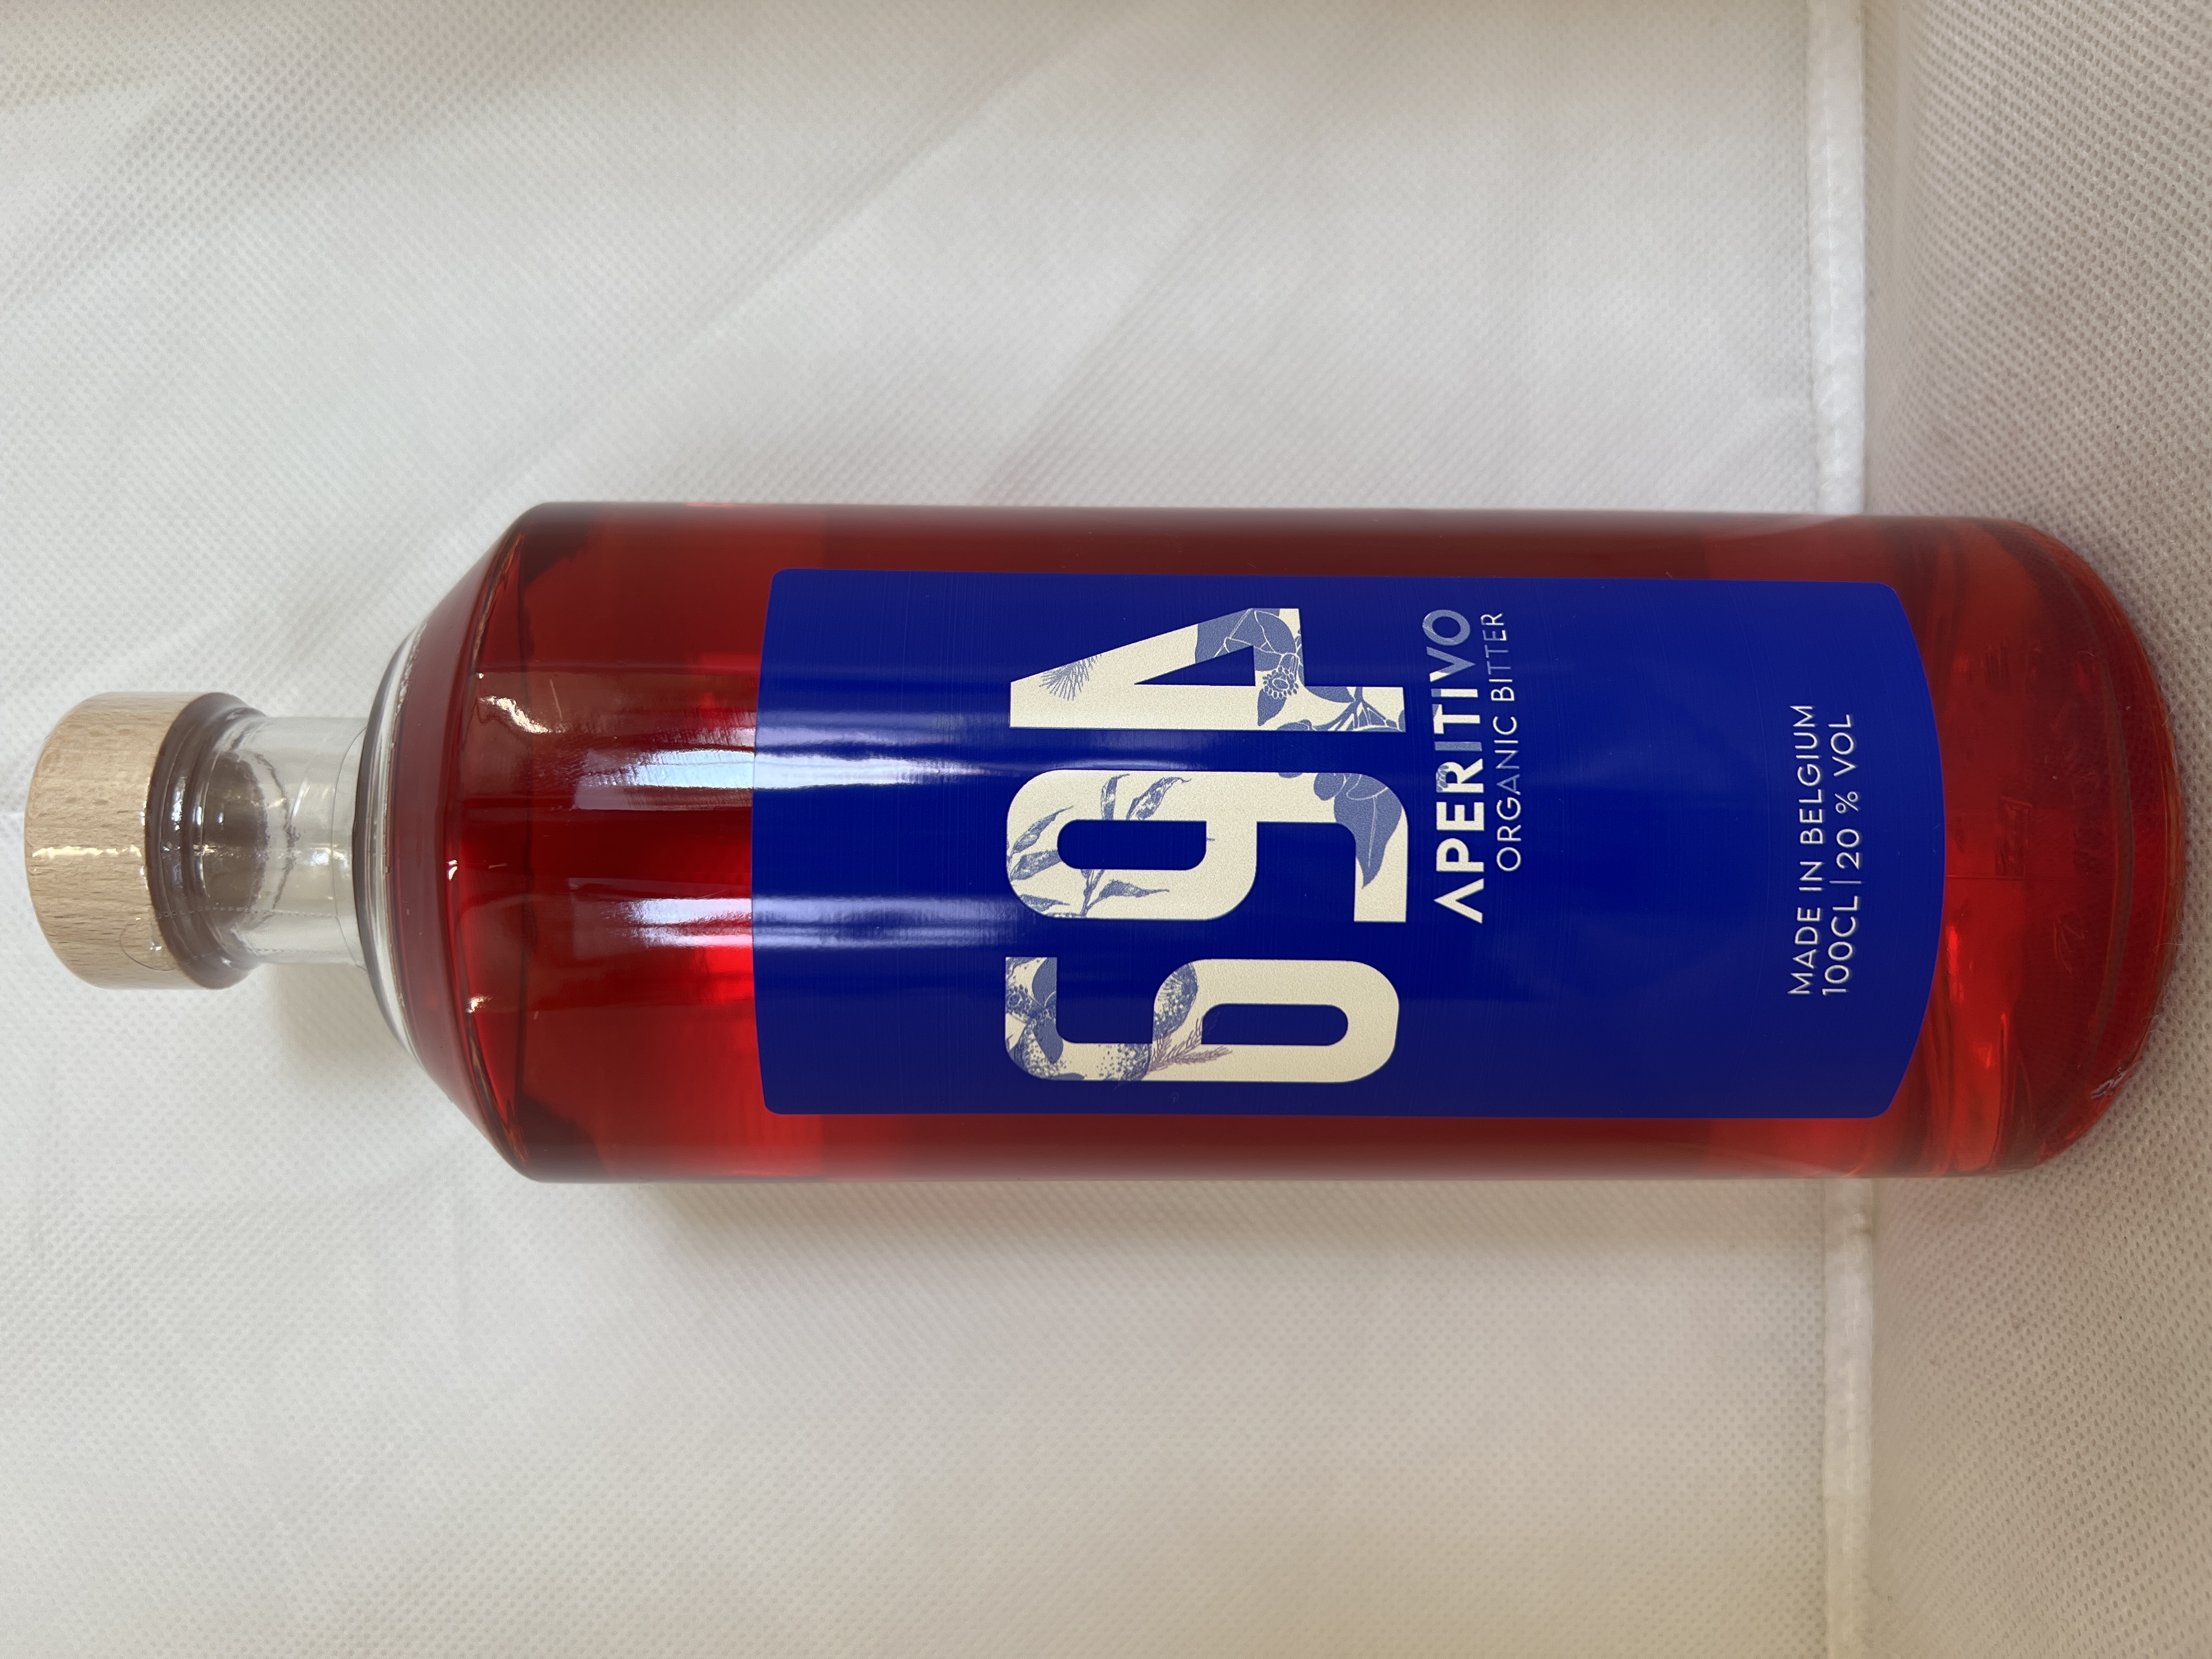 694
APERITIVO
ORGANIC BITTER
MADE IN BELGIUM
100CL | 20 % VOL